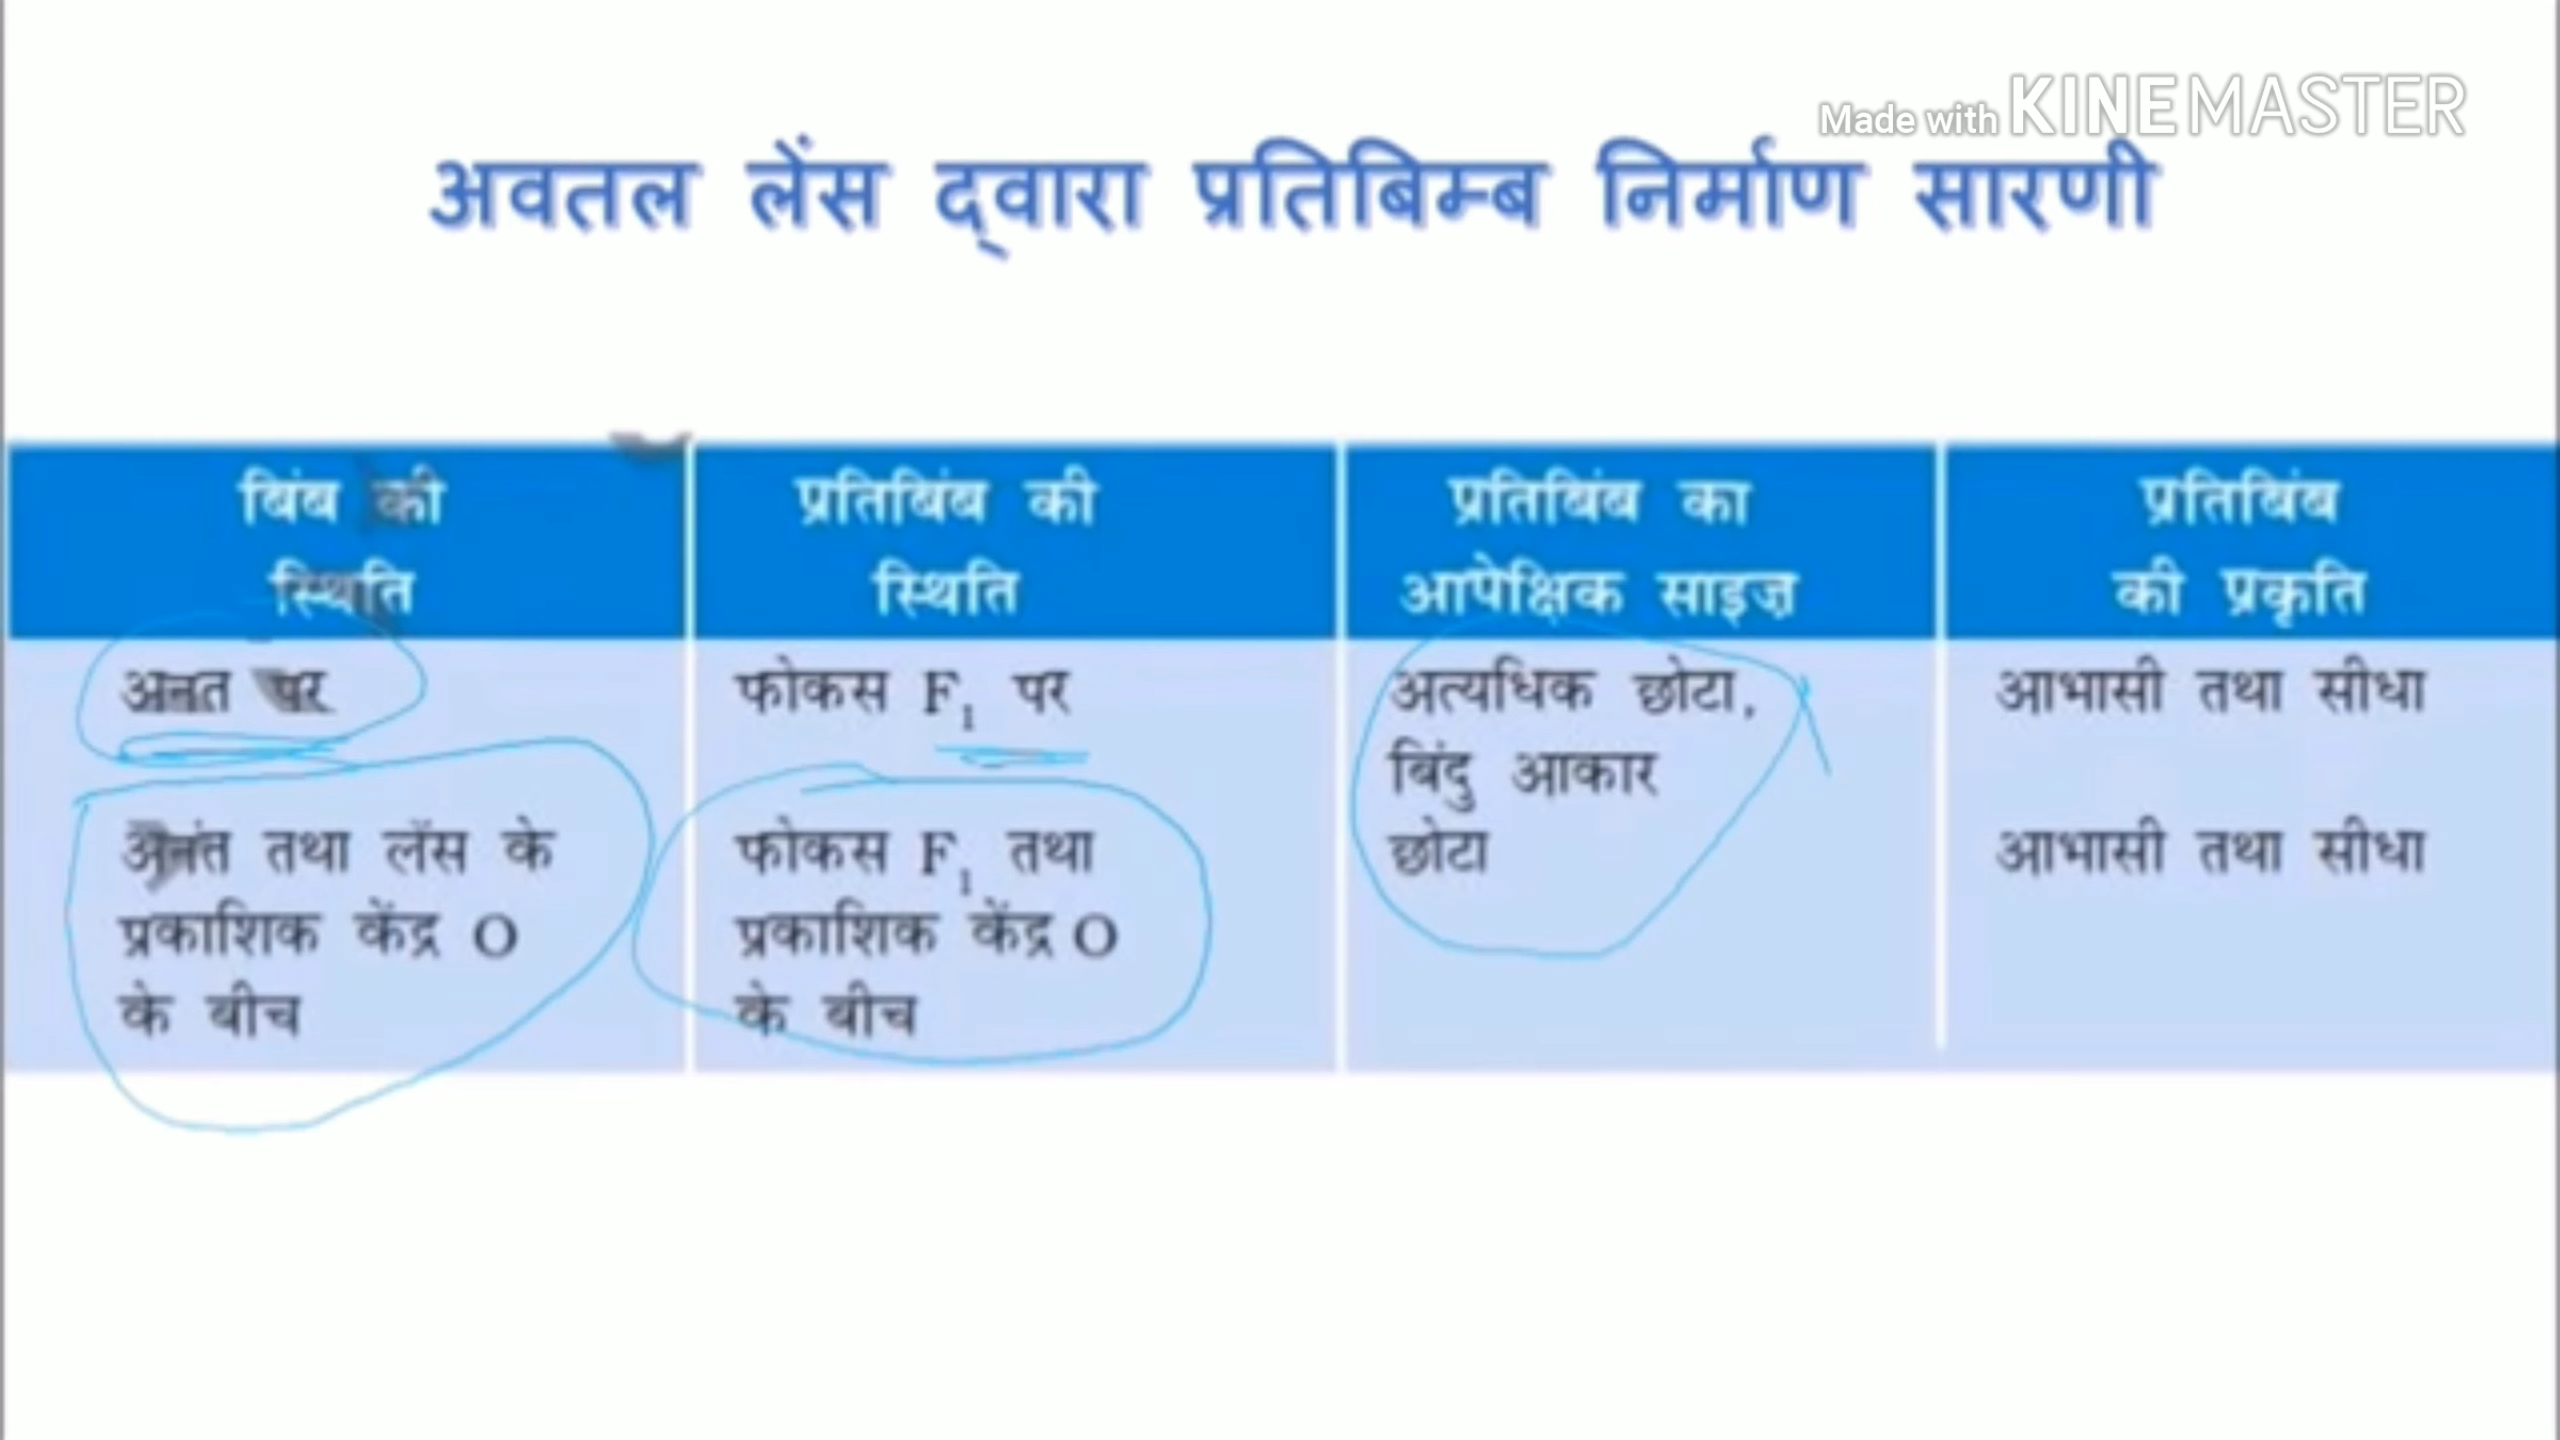 Made with KINEMASTER
अवतल लेंस द्वारा प्रतिबिम्ब निर्माण सारणी
बिंब की
स्थिति
प्रतिबिंब की
स्थिति
प्रतिबिंब का
आपेक्षिक साइज़
प्रतिबिंब
की प्रकृति
अनंत पर
फोकस F₁ पर
अत्यधिक छोटा,
बिंदु आकार
आभासी तथा सीधा
अनंत तथा लेंस के
प्रकाशिक केंद्र O
के बीच
फोकस F₁ तथा
प्रकाशिक केंद्र O
के बीच
छोटा
आभासी तथा सीधा